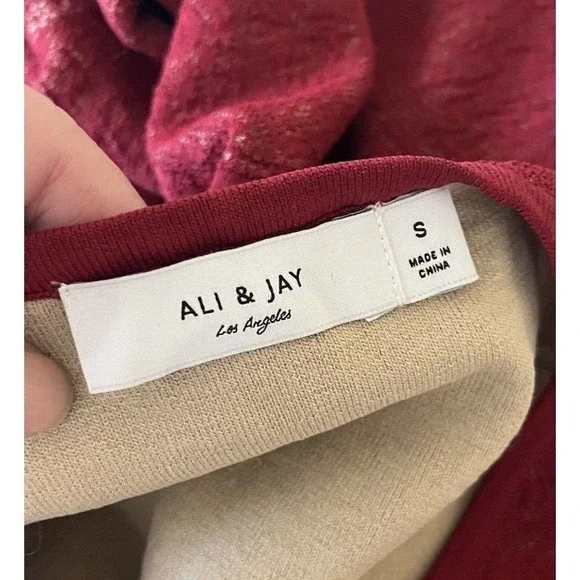 ALI & JAY
Los Angeles
S
MADE IN
CHINA